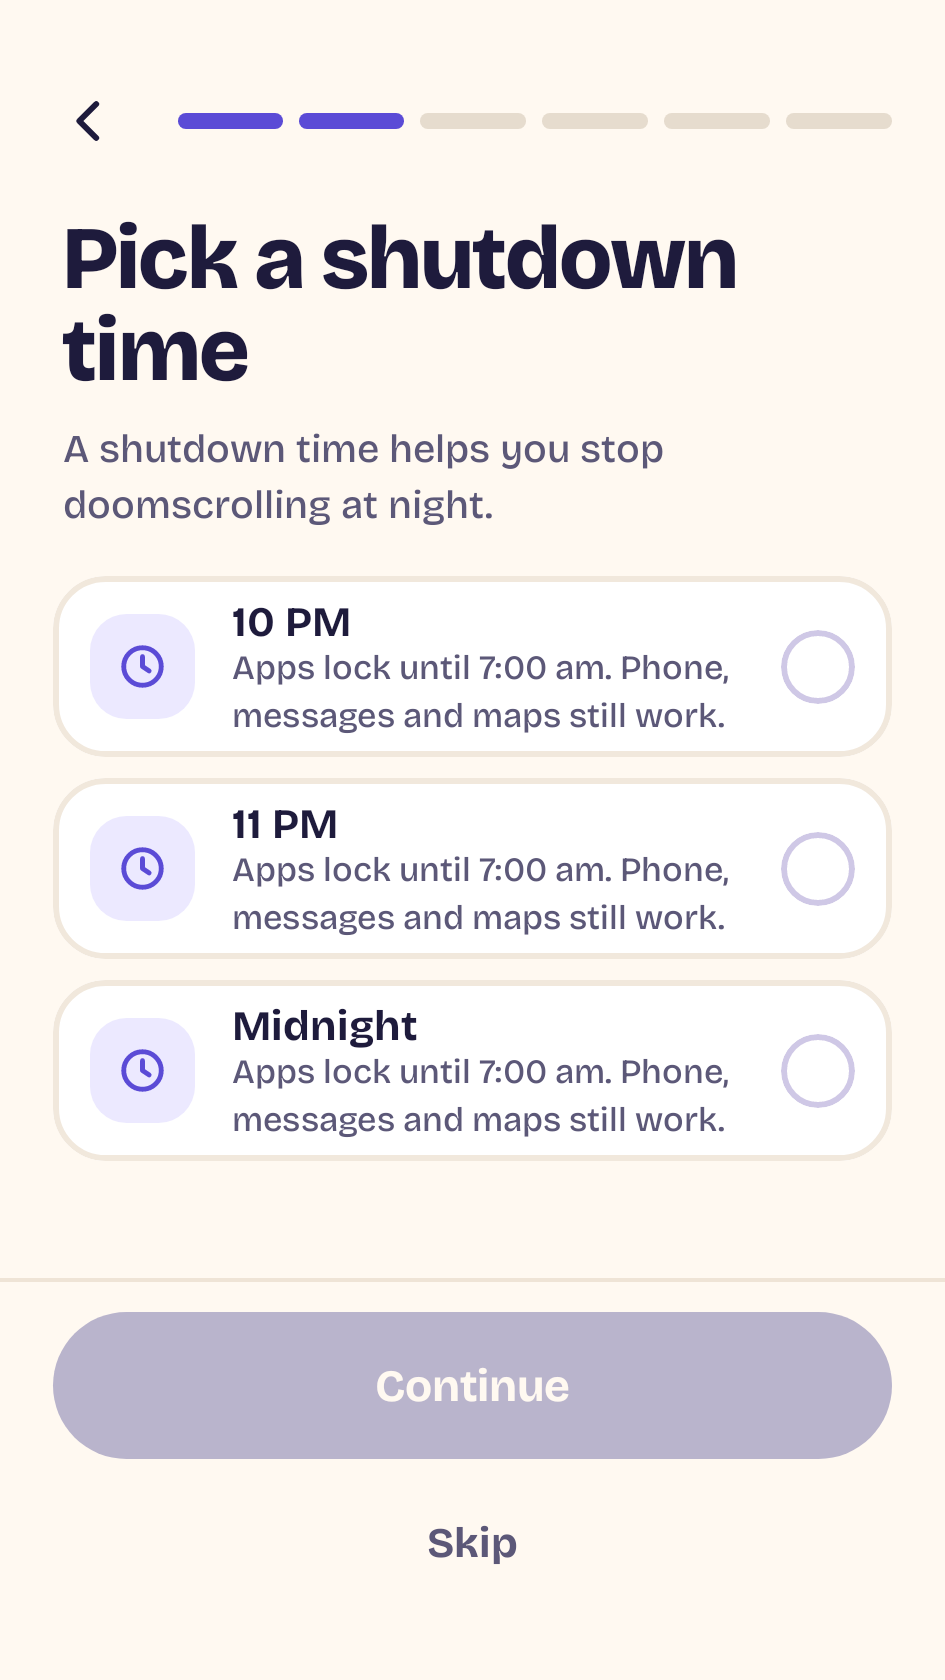 Pick a shutdown
time
A shutdown time helps you stop
doomscrolling at night.
10 PM
Apps lock until 7:00 am. Phone,
messages and maps still work.
11 PM
Apps lock until 7:00 am. Phone,
messages and maps still work.
Midnight
Apps lock until 7:00 am. Phone,
messages and maps still work.
Continue
Skip